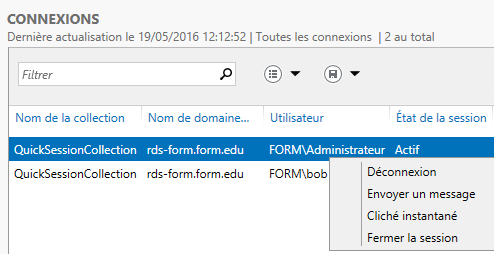 CONNEXIONS
Dernière actualisation le 19/05/2016 12:12:52 | Toutes les connexions | 2 au total
Filtrer
Nom de la collection Nom de domaine... Utilisateur État de la session
QuickSessionCollection rds-form.form.edu FORM\Administrateur Actif
QuickSessionCollection rds-form.form.edu FORM\bob
Déconnexion
Envoyer un message
Cliché instantané
Fermer la session